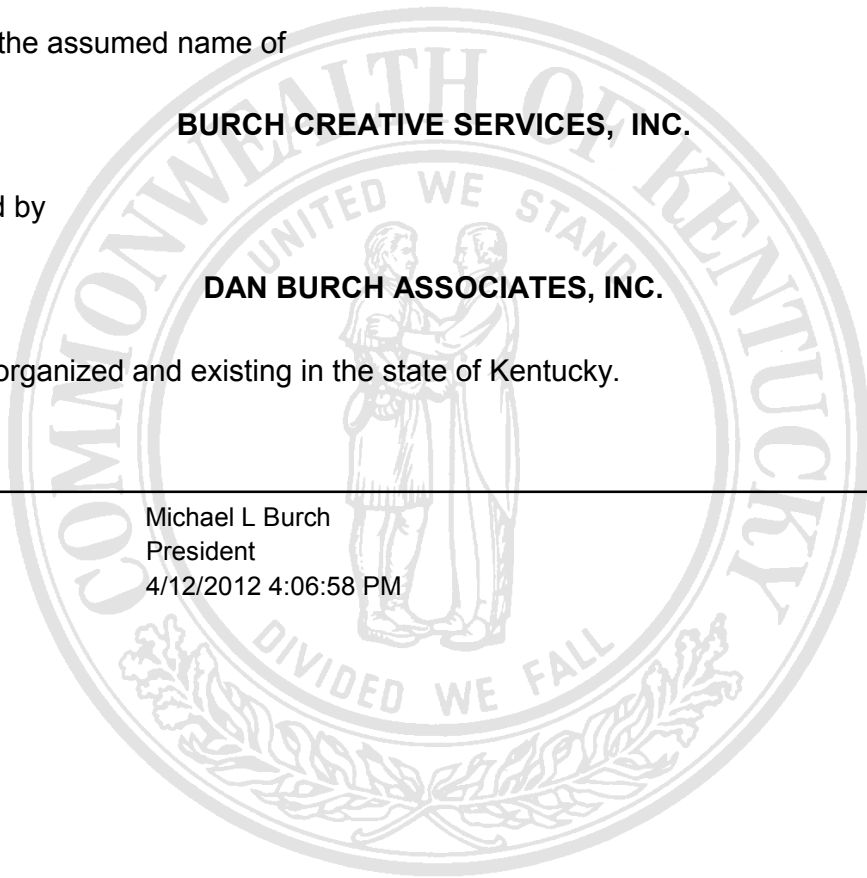 the assumed name of
BURCH CREATIVE SERVICES, INC.
by
DAN BURCH ASSOCIATES, INC.
organized and existing in the state of Kentucky.
Michael L Burch
President
4/12/2012 4:06:58 PM
COMMONWEALTH OF KENTUCKY
UNITED WE STAND
DIVIDED WE FALL